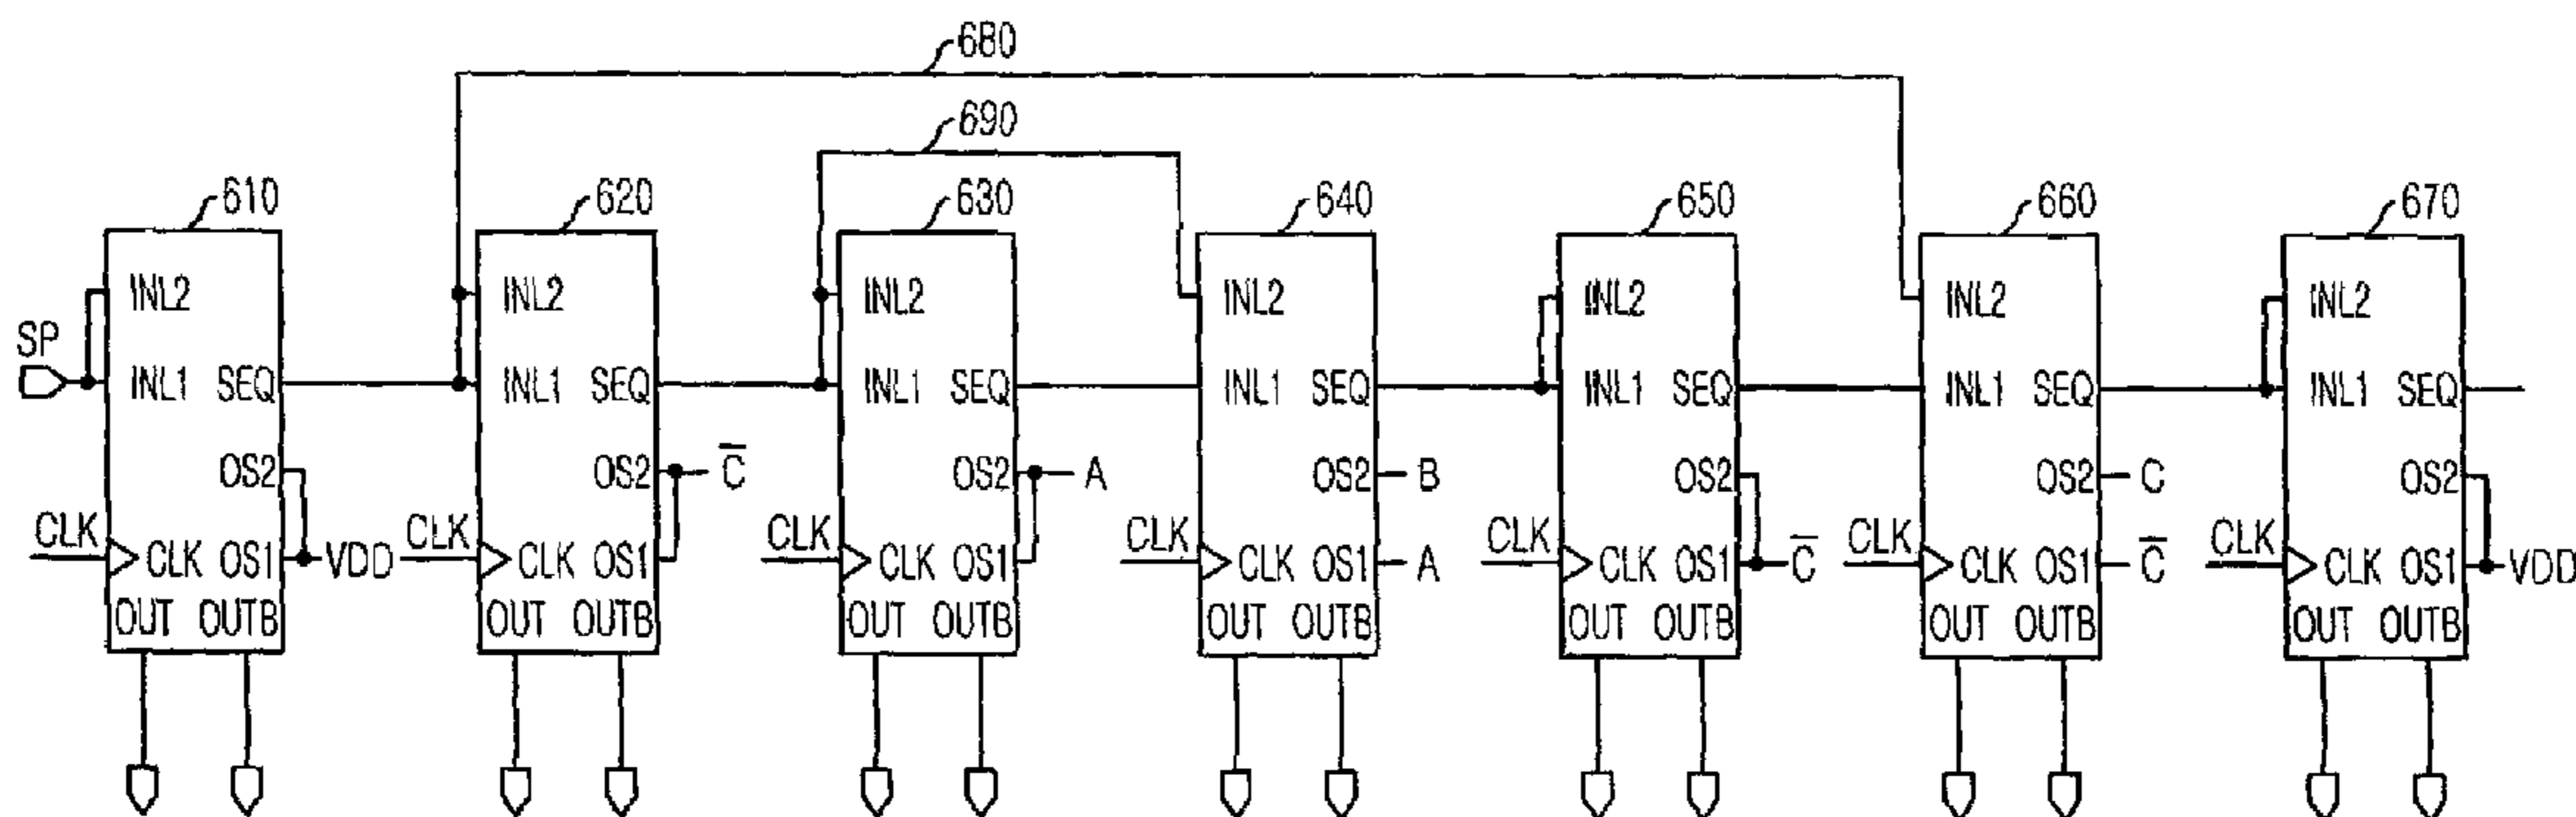 680
690
610 620 630 640 650 660 670
INL2 INL2 INL2 INL2 INL2 INL2 INL2
SP
INL1 SEQ INL1 SEQ INL1 SEQ INL1 SEQ INL1 SEQ INL1 SEQ INL1 SEQ
OS2 OS2 C̅ OS2 A OS2 B OS2 OS2 C OS2
CLK CLK OS1 VDD CLK CLK OS1 CLK CLK OS1 CLK CLK OS1 A CLK CLK OS1 C̅ CLK CLK OS1 C̅ CLK CLK OS1 VDD
OUT OUTB OUT OUTB OUT OUTB OUT OUTB OUT OUTB OUT OUTB OUT OUTB